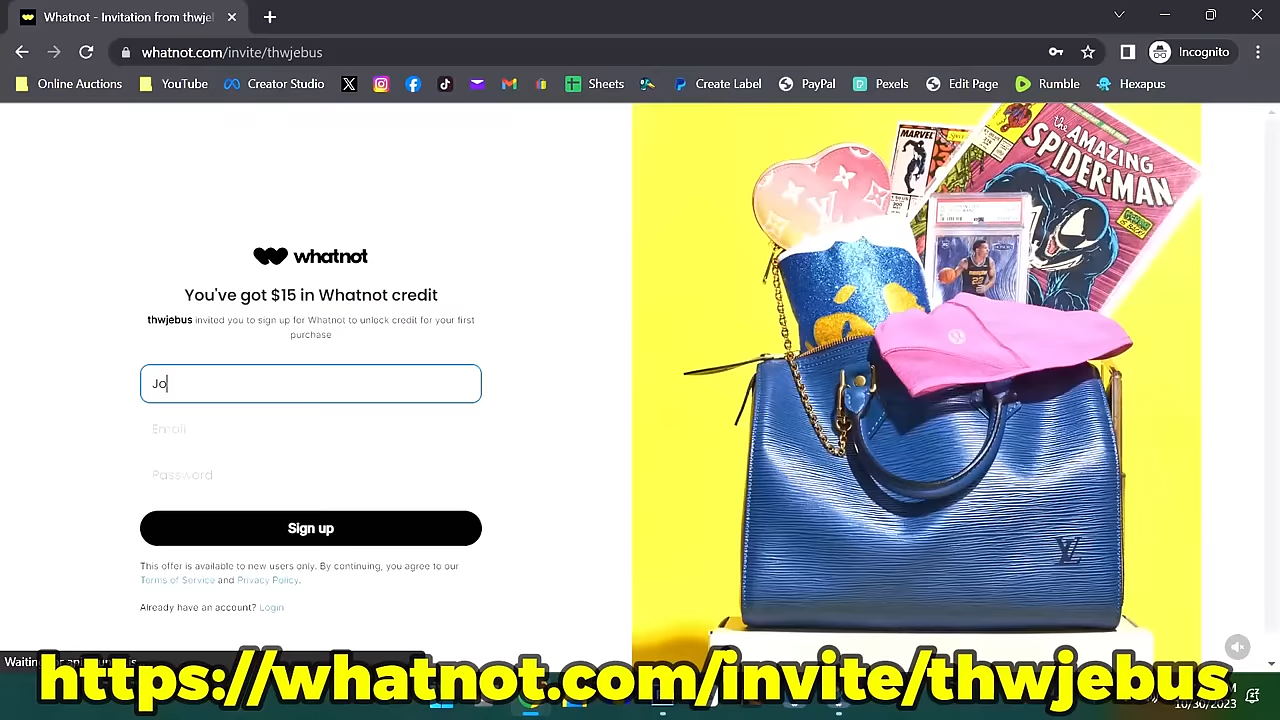 Whatnot - Invitation from thwjel
whatnot.com/invite/thwjebus
Incognito
Online Auctions
YouTube
Creator Studio
Sheets
Create Label
PayPal
Pexels
Edit Page
Rumble
Hexapus
whatnot
You've got $15 in Whatnot credit
thwjebus invited you to sign up for Whatnot to unlock credit for your first
purchase
Jo
Email
Password
Sign up
This offer is available to new users only. By continuing, you agree to our
Terms of Service and Privacy Policy.
Already have an account? Login
MARVEL
the AMAZING
SPIDER-MAN
LV
https://whatnot.com/invite/thwjebus
10/30/2023